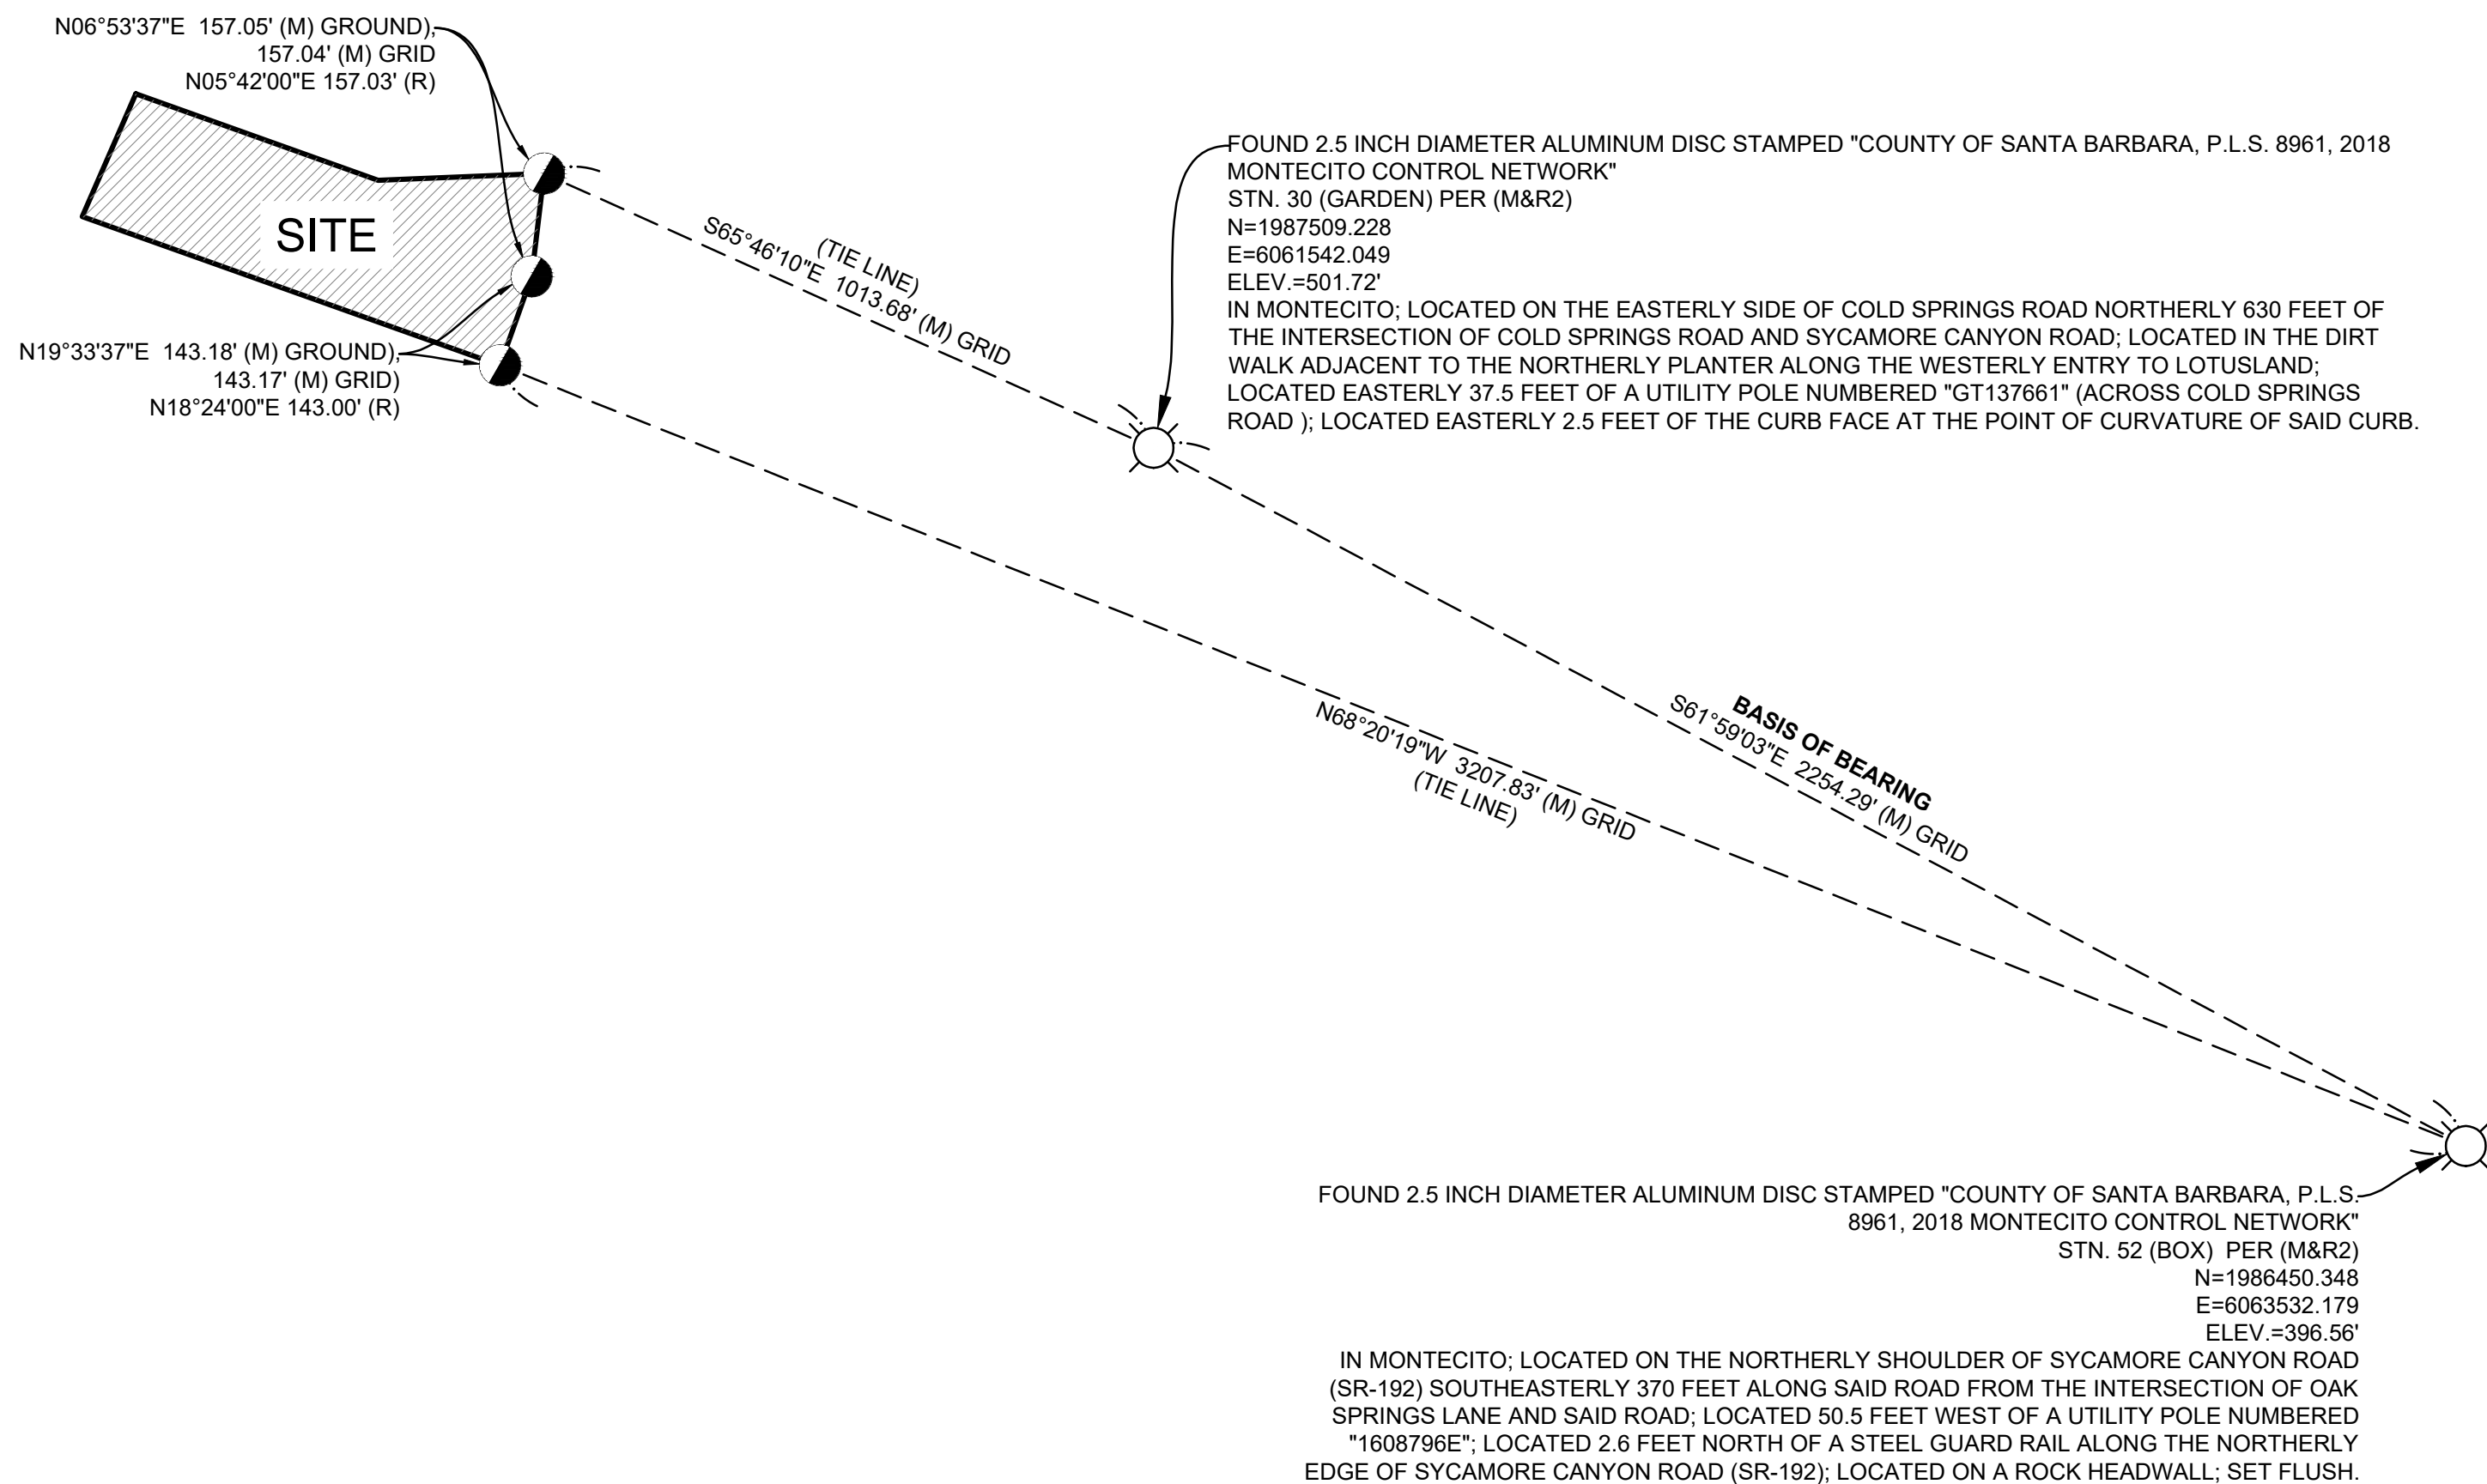 N06°53'37"E 157.05' (M) GROUND),
157.04' (M) GRID
N05°42'00"E 157.03' (R)
SITE
N19°33'37"E 143.18' (M) GROUND),
143.17' (M) GRID)
N18°24'00"E 143.00' (R)
(TIE LINE)
S65°46'10"E 1013.68' (M) GRID
FOUND 2.5 INCH DIAMETER ALUMINUM DISC STAMPED "COUNTY OF SANTA BARBARA, P.L.S. 8961, 2018
MONTECITO CONTROL NETWORK"
STN. 30 (GARDEN) PER (M&R2)
N=1987509.228
E=6061542.049
ELEV.=501.72'
IN MONTECITO; LOCATED ON THE EASTERLY SIDE OF COLD SPRINGS ROAD NORTHERLY 630 FEET OF
THE INTERSECTION OF COLD SPRINGS ROAD AND SYCAMORE CANYON ROAD; LOCATED IN THE DIRT
WALK ADJACENT TO THE NORTHERLY PLANTER ALONG THE WESTERLY ENTRY TO LOTUSLAND;
LOCATED EASTERLY 37.5 FEET OF A UTILITY POLE NUMBERED "GT137661" (ACROSS COLD SPRINGS
ROAD ); LOCATED EASTERLY 2.5 FEET OF THE CURB FACE AT THE POINT OF CURVATURE OF SAID CURB.
BASIS OF BEARING
S61°59'03"E 2254.29' (M) GRID
N68°20'19"W 3207.83' (M) GRID
(TIE LINE)
FOUND 2.5 INCH DIAMETER ALUMINUM DISC STAMPED "COUNTY OF SANTA BARBARA, P.L.S.
8961, 2018 MONTECITO CONTROL NETWORK"
STN. 52 (BOX) PER (M&R2)
N=1986450.348
E=6063532.179
ELEV.=396.56'
IN MONTECITO; LOCATED ON THE NORTHERLY SHOULDER OF SYCAMORE CANYON ROAD
(SR-192) SOUTHEASTERLY 370 FEET ALONG SAID ROAD FROM THE INTERSECTION OF OAK
SPRINGS LANE AND SAID ROAD; LOCATED 50.5 FEET WEST OF A UTILITY POLE NUMBERED
"1608796E"; LOCATED 2.6 FEET NORTH OF A STEEL GUARD RAIL ALONG THE NORTHERLY
EDGE OF SYCAMORE CANYON ROAD (SR-192); LOCATED ON A ROCK HEADWALL; SET FLUSH.